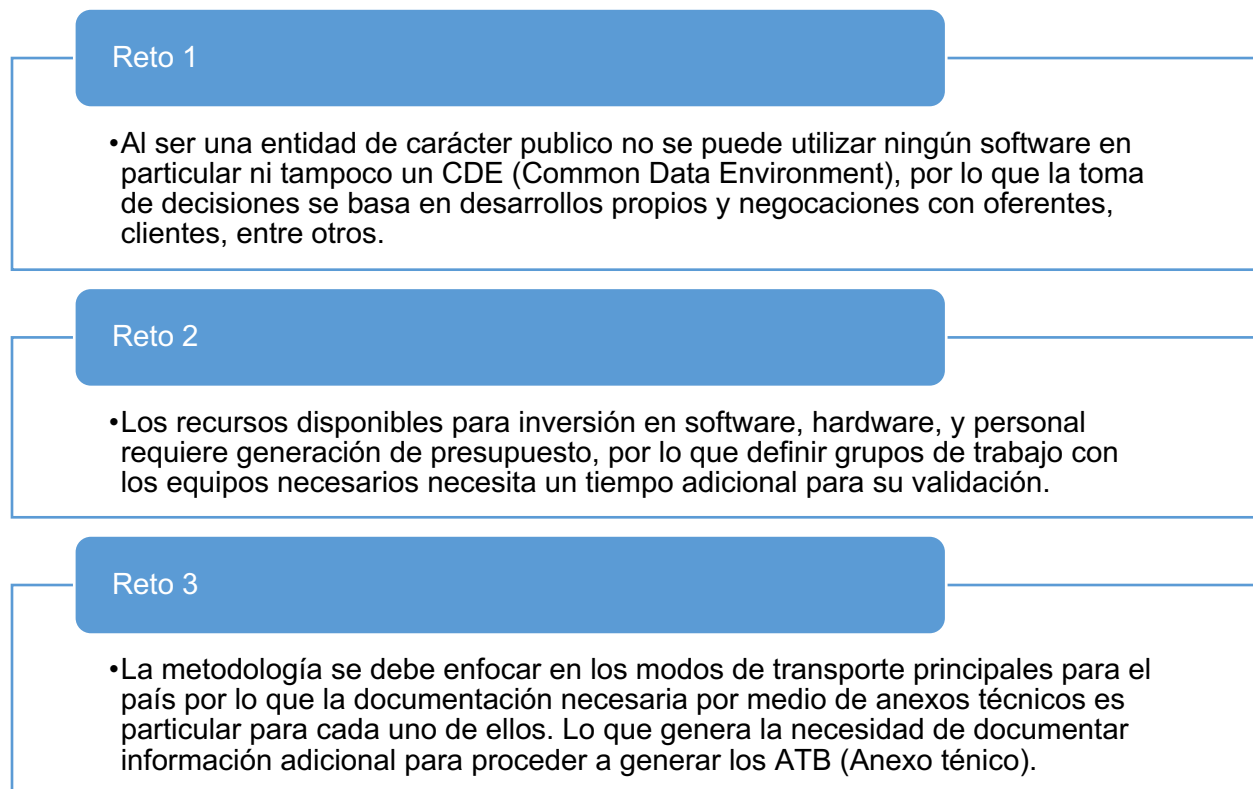 Reto 1
•Al ser una entidad de carácter publico no se puede utilizar ningún software en
particular ni tampoco un CDE (Common Data Environment), por lo que la toma
de decisiones se basa en desarrollos propios y negocaciones con oferentes,
clientes, entre otros.
Reto 2
•Los recursos disponibles para inversión en software, hardware, y personal
requiere generación de presupuesto, por lo que definir grupos de trabajo con
los equipos necesarios necesita un tiempo adicional para su validación.
Reto 3
•La metodología se debe enfocar en los modos de transporte principales para el
país por lo que la documentación necesaria por medio de anexos técnicos es
particular para cada uno de ellos. Lo que genera la necesidad de documentar
información adicional para proceder a generar los ATB (Anexo ténico).